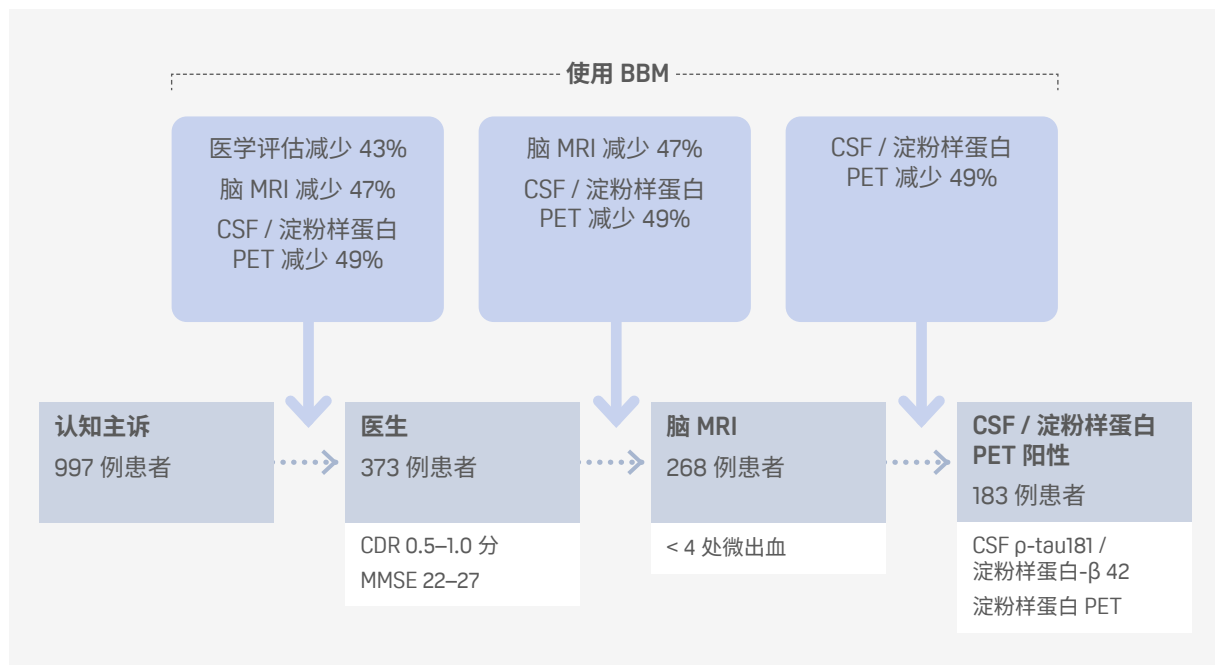 使用 BBM
医学评估减少 43%
脑 MRI 减少 47%
CSF / 淀粉样蛋白
PET 减少 49%
脑 MRI 减少 47%
CSF / 淀粉样蛋白
PET 减少 49%
CSF / 淀粉样蛋白
PET 减少 49%
认知主诉
997 例患者
医生
373 例患者
CDR 0.5–1.0 分
MMSE 22–27
脑 MRI
268 例患者
< 4 处微出血
CSF / 淀粉样蛋白
PET 阳性
183 例患者
CSF ρ-tau181 /
淀粉样蛋白-β 42
淀粉样蛋白 PET